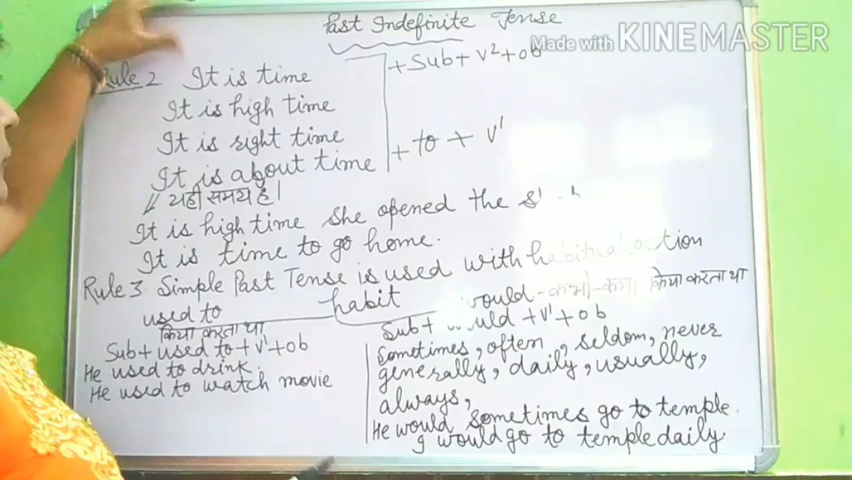 Past Indefinite Tense
Made with KINEMASTER
Rule 2 It is time
+ Sub + V² + ob
It is high time
It is right time
+ to + V¹
It is about time
यही समय है।
It is high time she opened the
It is time to go home.
Rule 3 Simple Past Tense is used with habitual action
habit
used to
would - कभी-कभी किया करता था
किया करता था
Sub + would + V¹ + ob
Sub + used to + V¹ + ob
Sometimes, often, seldom, never
He used to drink.
generally, daily, usually,
He used to watch movie
always,
He would sometimes go to temple.
I would go to temple daily.